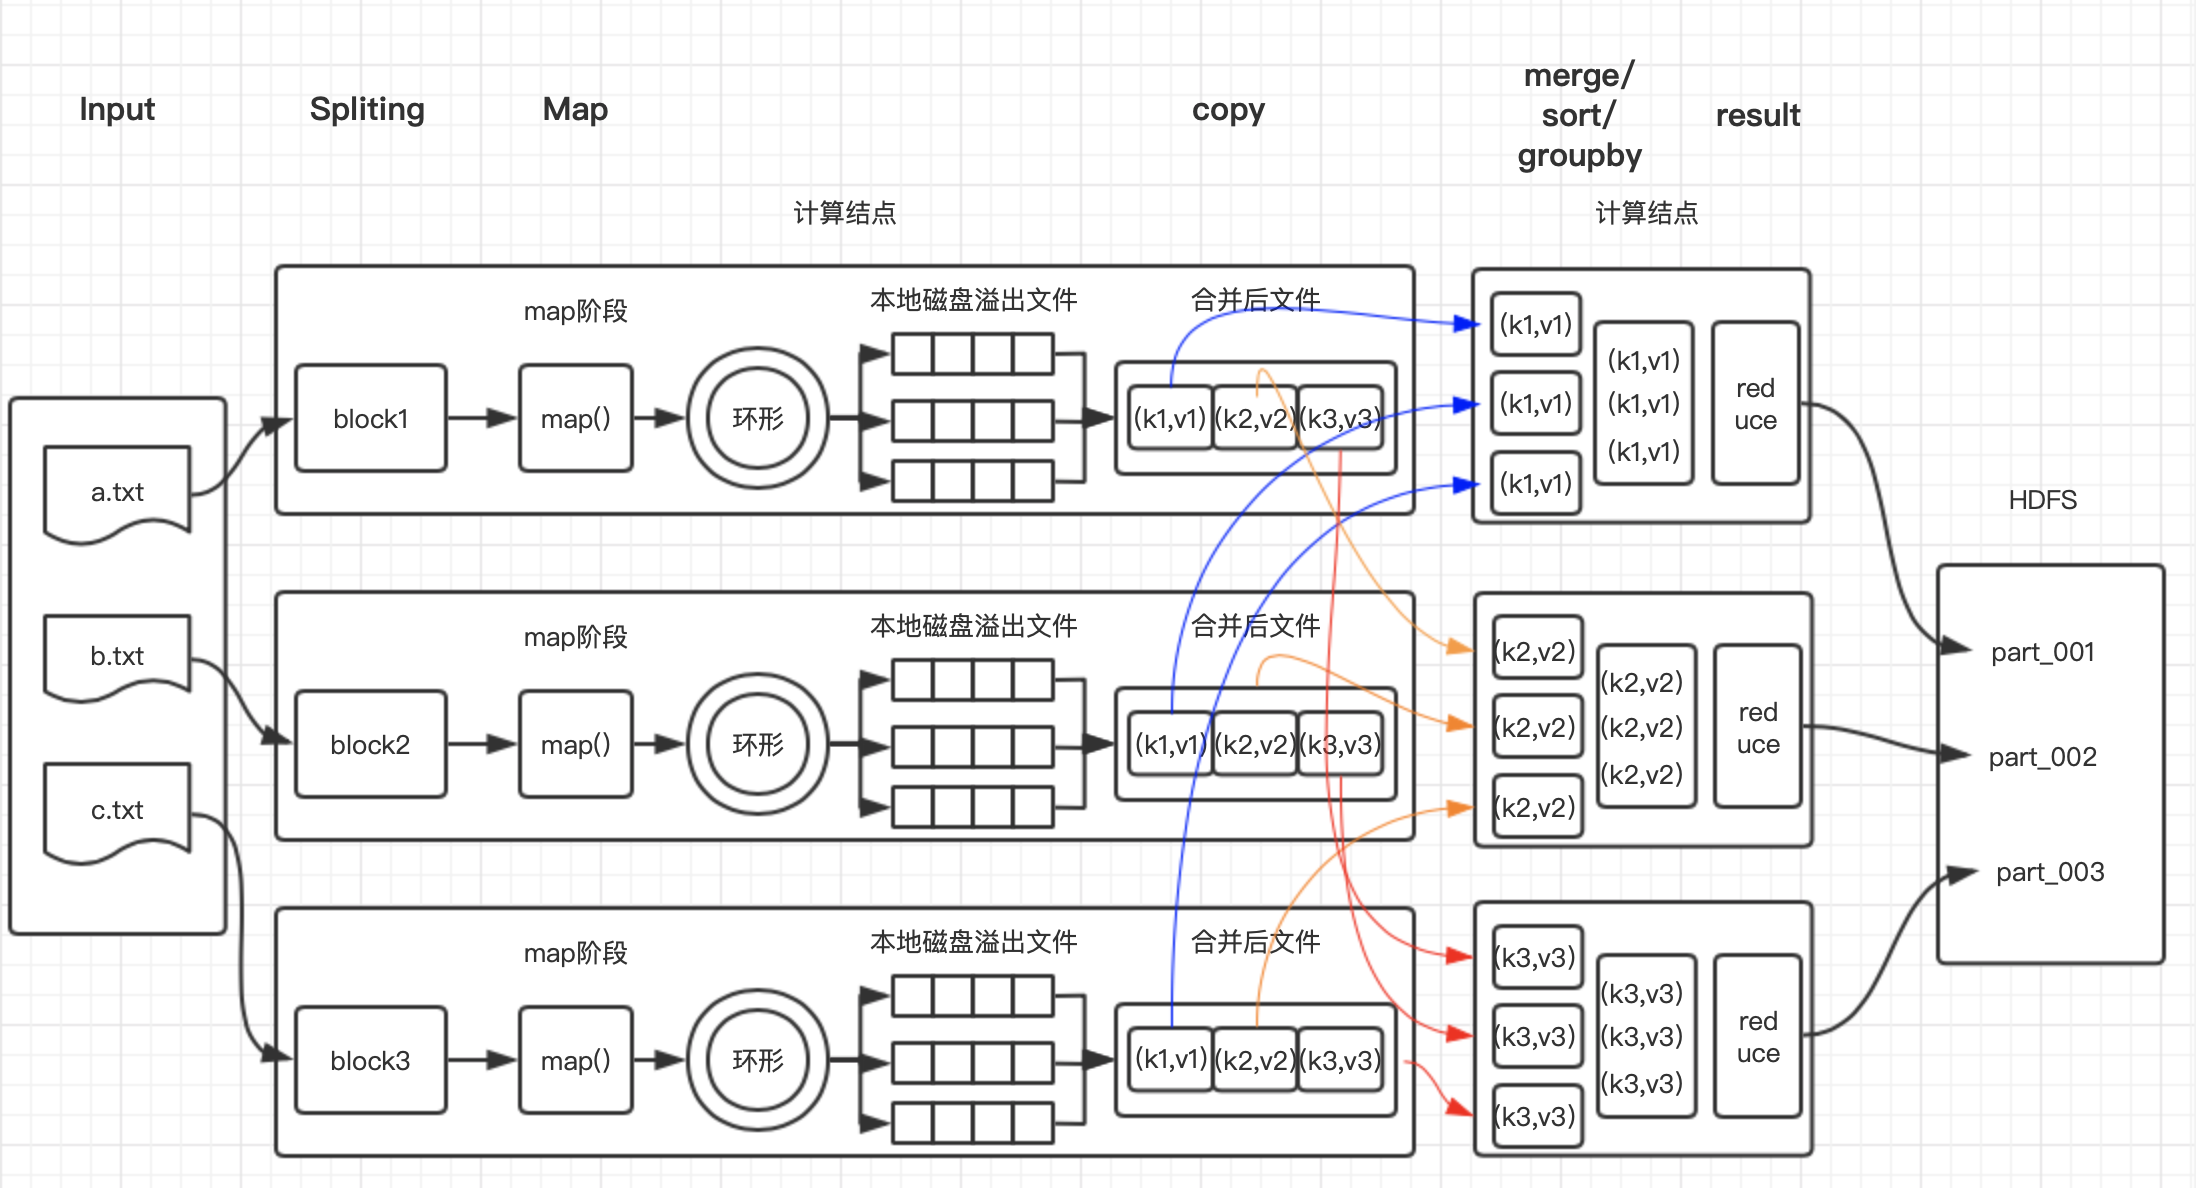 Input
Spliting
Map
copy
merge/
sort/
groupby
result
计算结点
计算结点
a.txt
b.txt
c.txt
map阶段
本地磁盘溢出文件
合并后文件
block1
map()
环形
(k1,v1)
(k2,v2)
(k3,v3)
map阶段
本地磁盘溢出文件
合并后文件
block2
map()
环形
(k1,v1)
(k2,v2)
(k3,v3)
map阶段
本地磁盘溢出文件
合并后文件
block3
map()
环形
(k1,v1)
(k2,v2)
(k3,v3)
(k1,v1)
(k1,v1)
(k1,v1)
(k1,v1)
(k1,v1)
(k1,v1)
red
uce
(k2,v2)
(k2,v2)
(k2,v2)
(k2,v2)
(k2,v2)
(k2,v2)
red
uce
(k3,v3)
(k3,v3)
(k3,v3)
(k3,v3)
(k3,v3)
(k3,v3)
red
uce
HDFS
part_001
part_002
part_003